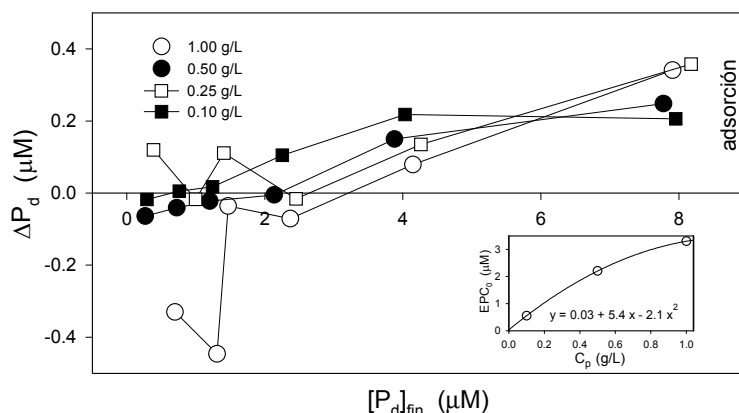 0.4
0.2
0.0
-0.2
-0.4
ΔP_d (μM)
1.00 g/L
0.50 g/L
0.25 g/L
0.10 g/L
adsorción
0 2 4 6 8
[P_d]_fin (μM)
3
2
1
0
EPC_0 (μM)
y = 0.03 + 5.4 x - 2.1 x^2
0.0 0.2 0.4 0.6 0.8 1.0
C_p (g/L)